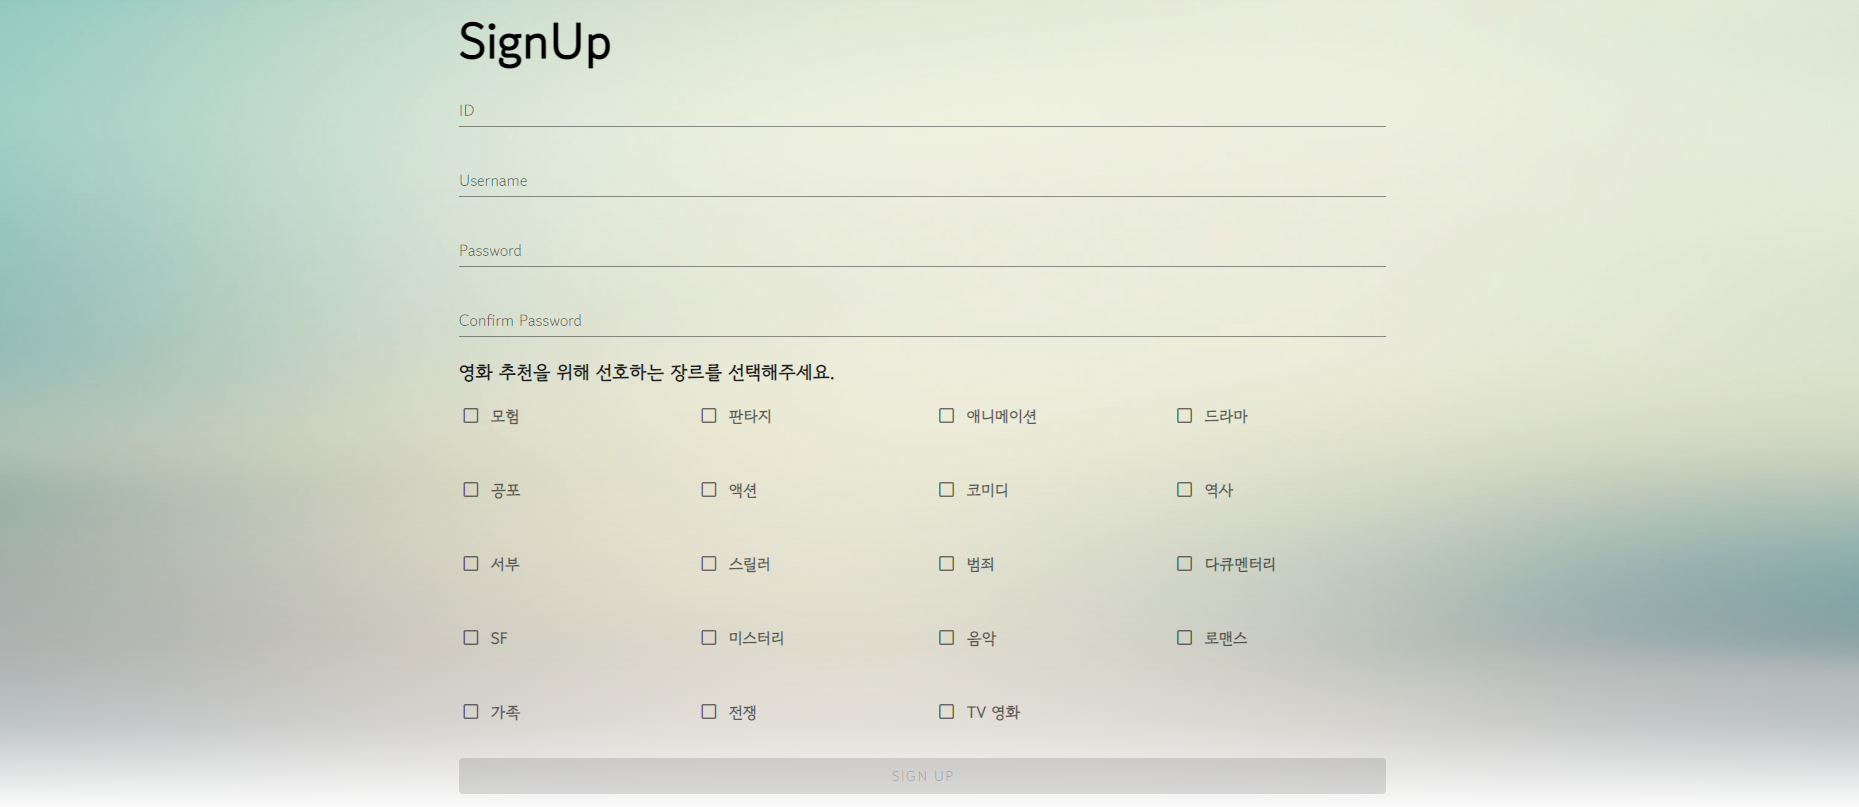 SignUp
ID
Username
Password
Confirm Password
영화 추천을 위해 선호하는 장르를 선택해주세요.
모험 판타지 애니메이션 드라마
공포 액션 코미디 역사
서부 스릴러 범죄 다큐멘터리
SF 미스터리 음악 로맨스
가족 전쟁 TV 영화
SIGN UP